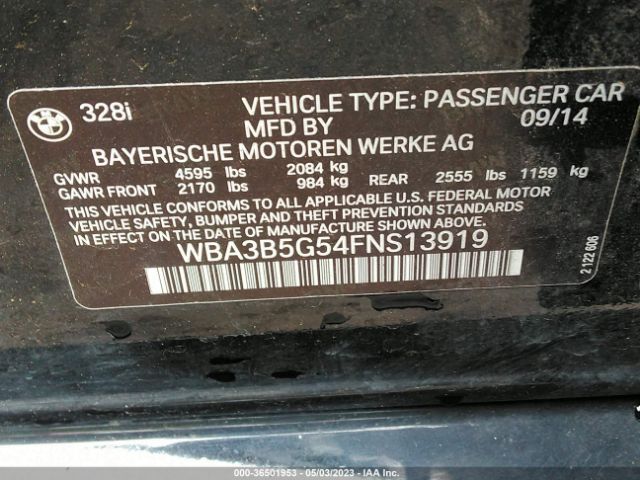 BMW
328i
VEHICLE TYPE: PASSENGER CAR
MFD BY 09/14
BAYERISCHE MOTOREN WERKE AG
GVWR 4595 lbs 2084 kg
GAWR FRONT 2170 lbs 984 kg REAR 2555 lbs 1159 kg
THIS VEHICLE CONFORMS TO ALL APPLICABLE U.S. FEDERAL MOTOR
VEHICLE SAFETY, BUMPER AND THEFT PREVENTION STANDARDS IN
EFFECT ON THE DATE OF MANUFACTURE SHOWN ABOVE.
WBA3B5G54FNS13919
2 122 606
000-36501953 - 05/03/2023 - IAA Inc.